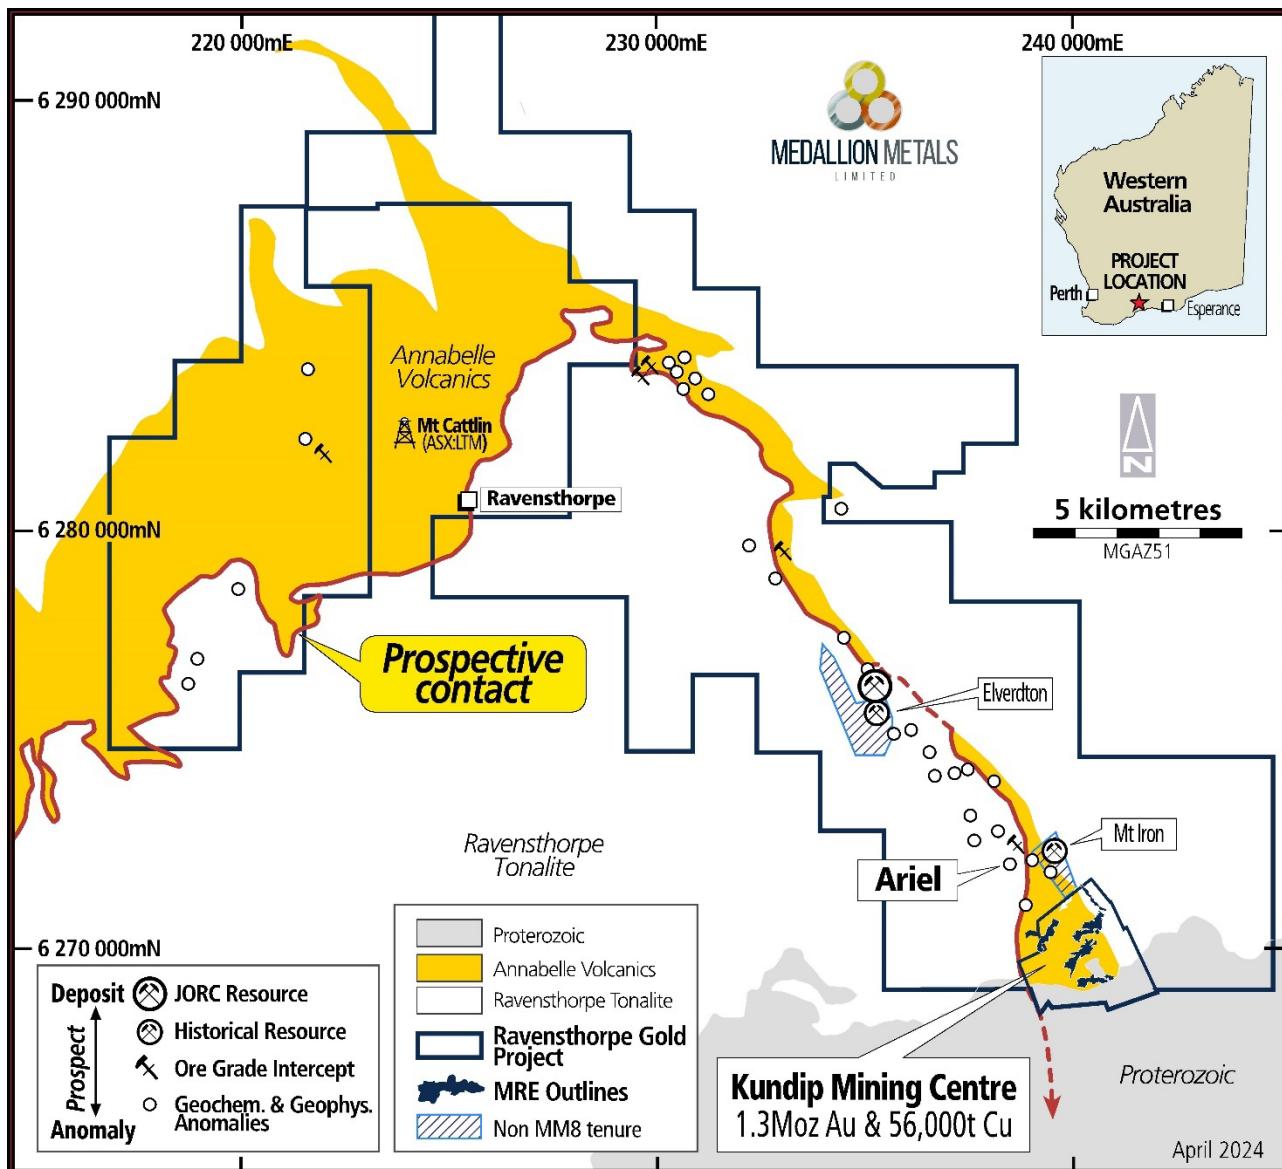 220 000mE
230 000mE
240 000mE
6 290 000mN
MEDALLION METALS
LIMITED
Western
Australia
PROJECT
LOCATION
Perth
Esperance
Annabelle
Volcanics
Mt Cattlin
(ASX:LTM)
Ravensthorpe
N
5 kilometres
MGAZ51
6 280 000mN
Prospective
contact
Elverdton
Mt Iron
Ravensthorpe
Tonalite
Ariel
6 270 000mN
Deposit
JORC Resource
Historical Resource
Prospect
Ore Grade Intercept
Geochem. & Geophys.
Anomalies
Anomaly
Proterozoic
Annabelle Volcanics
Ravensthorpe Tonalite
Ravensthorpe Gold
Project
MRE Outlines
Non MM8 tenure
Kundip Mining Centre
1.3Moz Au & 56,000t Cu
Proterozoic
April 2024